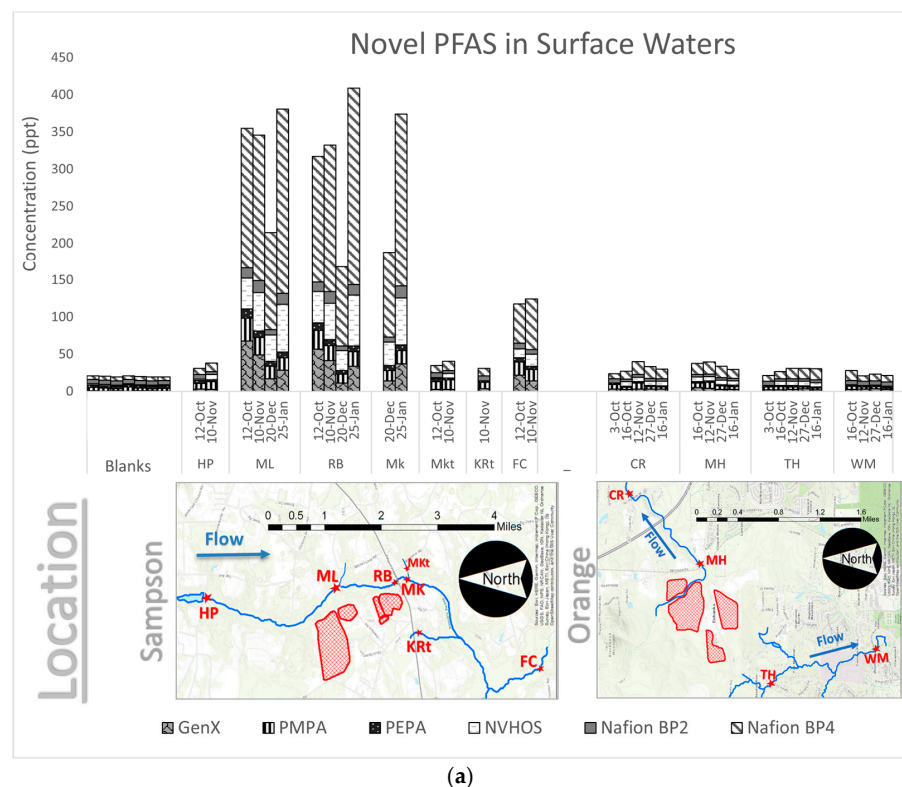 Novel PFAS in Surface Waters
450
400
350
300
250
200
150
100
50
0
Concentration (ppt)
12-Oct
10-Nov
12-Oct
10-Nov
20-Dec
25-Jan
12-Oct
10-Nov
20-Dec
25-Jan
20-Dec
25-Jan
12-Oct
10-Nov
10-Nov
12-Oct
10-Nov
3-Oct
16-Oct
12-Nov
27-Dec
16-Jan
16-Oct
12-Nov
27-Dec
16-Jan
3-Oct
16-Oct
12-Nov
27-Dec
16-Jan
16-Oct
12-Nov
27-Dec
16-Jan
Blanks HP ML RB Mk Mkt KRt FC _ CR MH TH WM
Location
Sampson
0 0.5 1 2 3 4
Miles
Flow
HP
ML
RB
MKt
MK
KRt
FC
North
Orange
0 0.2 0.4 0.8 1.2 1.6
Miles
CR
Flow
MH
North
Flow
TH
WM
GenX PMPA PEPA NVHOS Nafion BP2 Nafion BP4
(a)